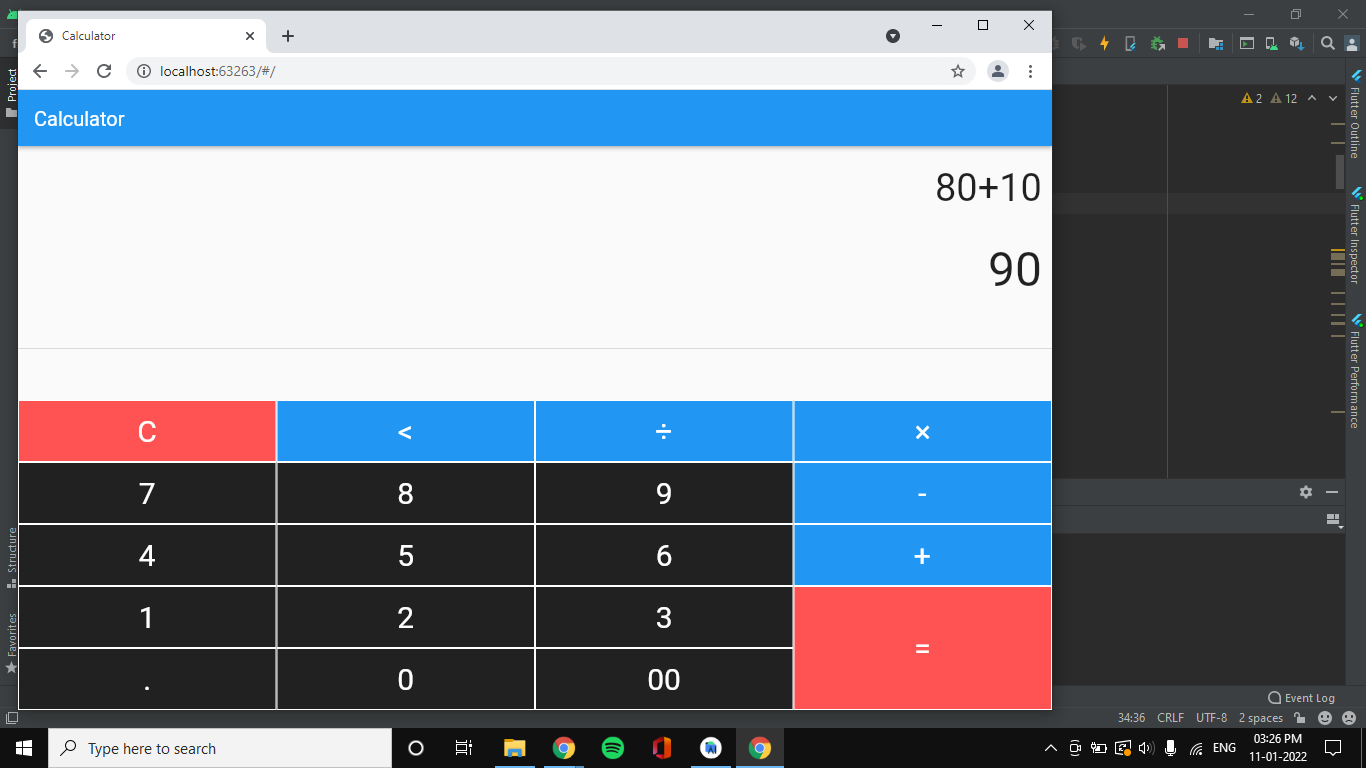 Calculator
localhost:63263/#/
Calculator
80+10
90
C < ÷ ×
7 8 9 -
4 5 6 +
1 2 3
=
. 0 00
Project
Structure
Favorites
2 12
Flutter Outline
Flutter Inspector
Flutter Performance
Event Log
34:36 CRLF UTF-8 2 spaces
Type here to search
ENG
03:26 PM
11-01-2022